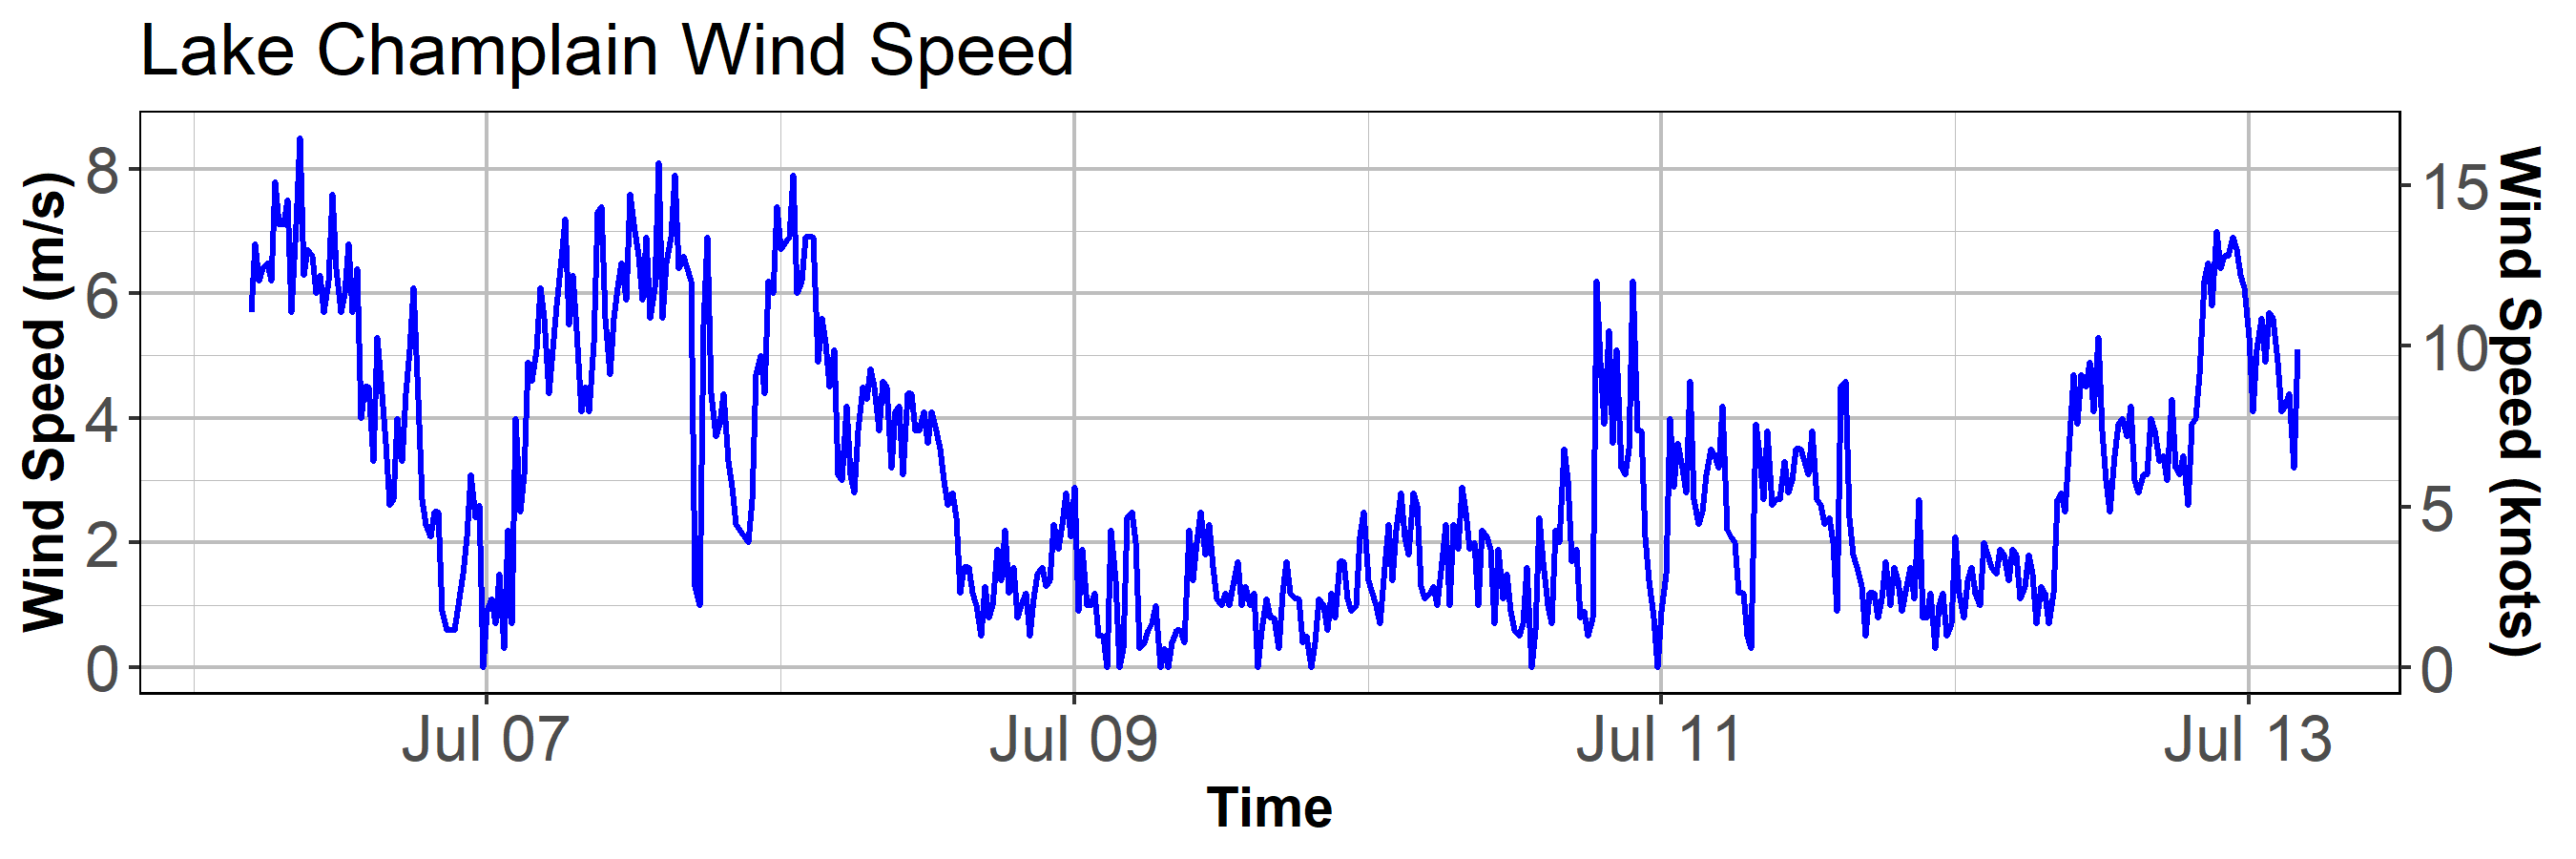 Lake Champlain Wind Speed
Wind Speed (m/s)
8
6
4
2
0
15
10
5
0
Wind Speed (knots)
Jul 07 Jul 09 Jul 11 Jul 13
Time